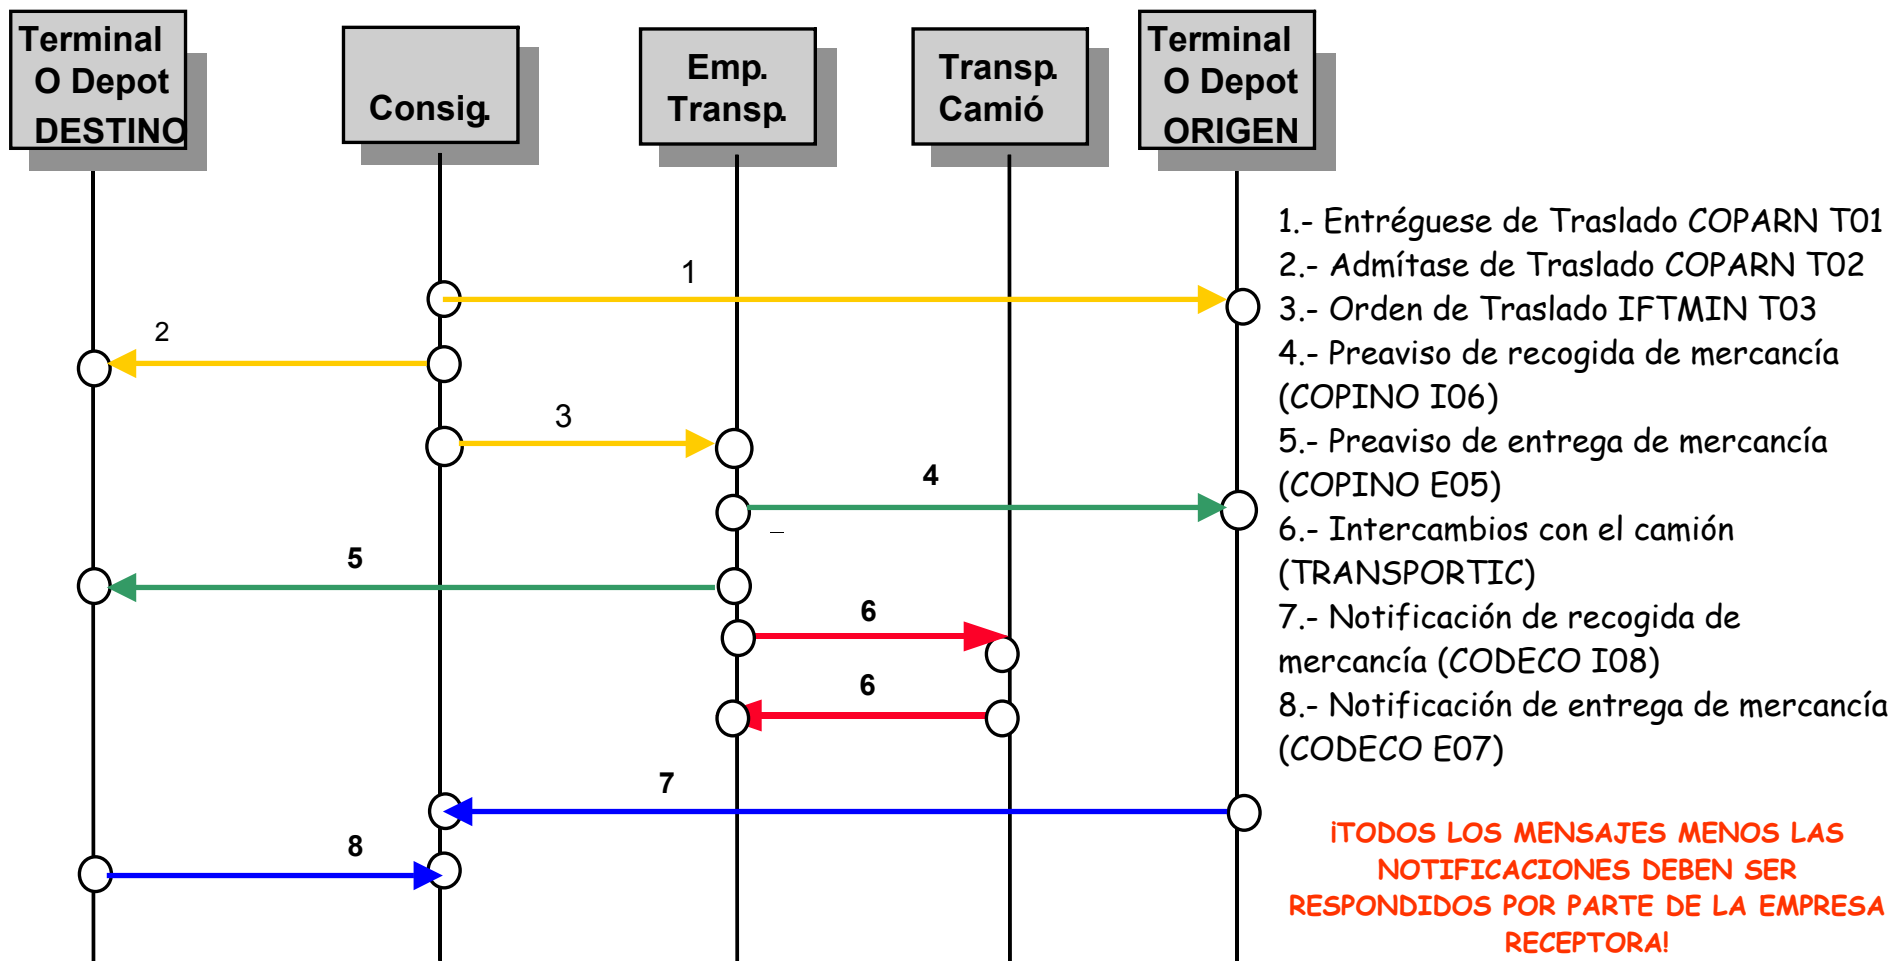 Terminal
O Depot
DESTINO
Consig.
Emp.
Transp.
Transp.
Camió
Terminal
O Depot
ORIGEN
1
2
3
4
5
6
6
7
8
1.- Entréguese de Traslado COPARN T01
2.- Admítase de Traslado COPARN T02
3.- Orden de Traslado IFTMIN T03
4.- Preaviso de recogida de mercancía
(COPINO I06)
5.- Preaviso de entrega de mercancía
(COPINO E05)
6.- Intercambios con el camión
(TRANSPORTIC)
7.- Notificación de recogida de
mercancía (CODECO I08)
8.- Notificación de entrega de mercancía
(CODECO E07)
¡TODOS LOS MENSAJES MENOS LAS
NOTIFICACIONES DEBEN SER
RESPONDIDOS POR PARTE DE LA EMPRESA
RECEPTORA!